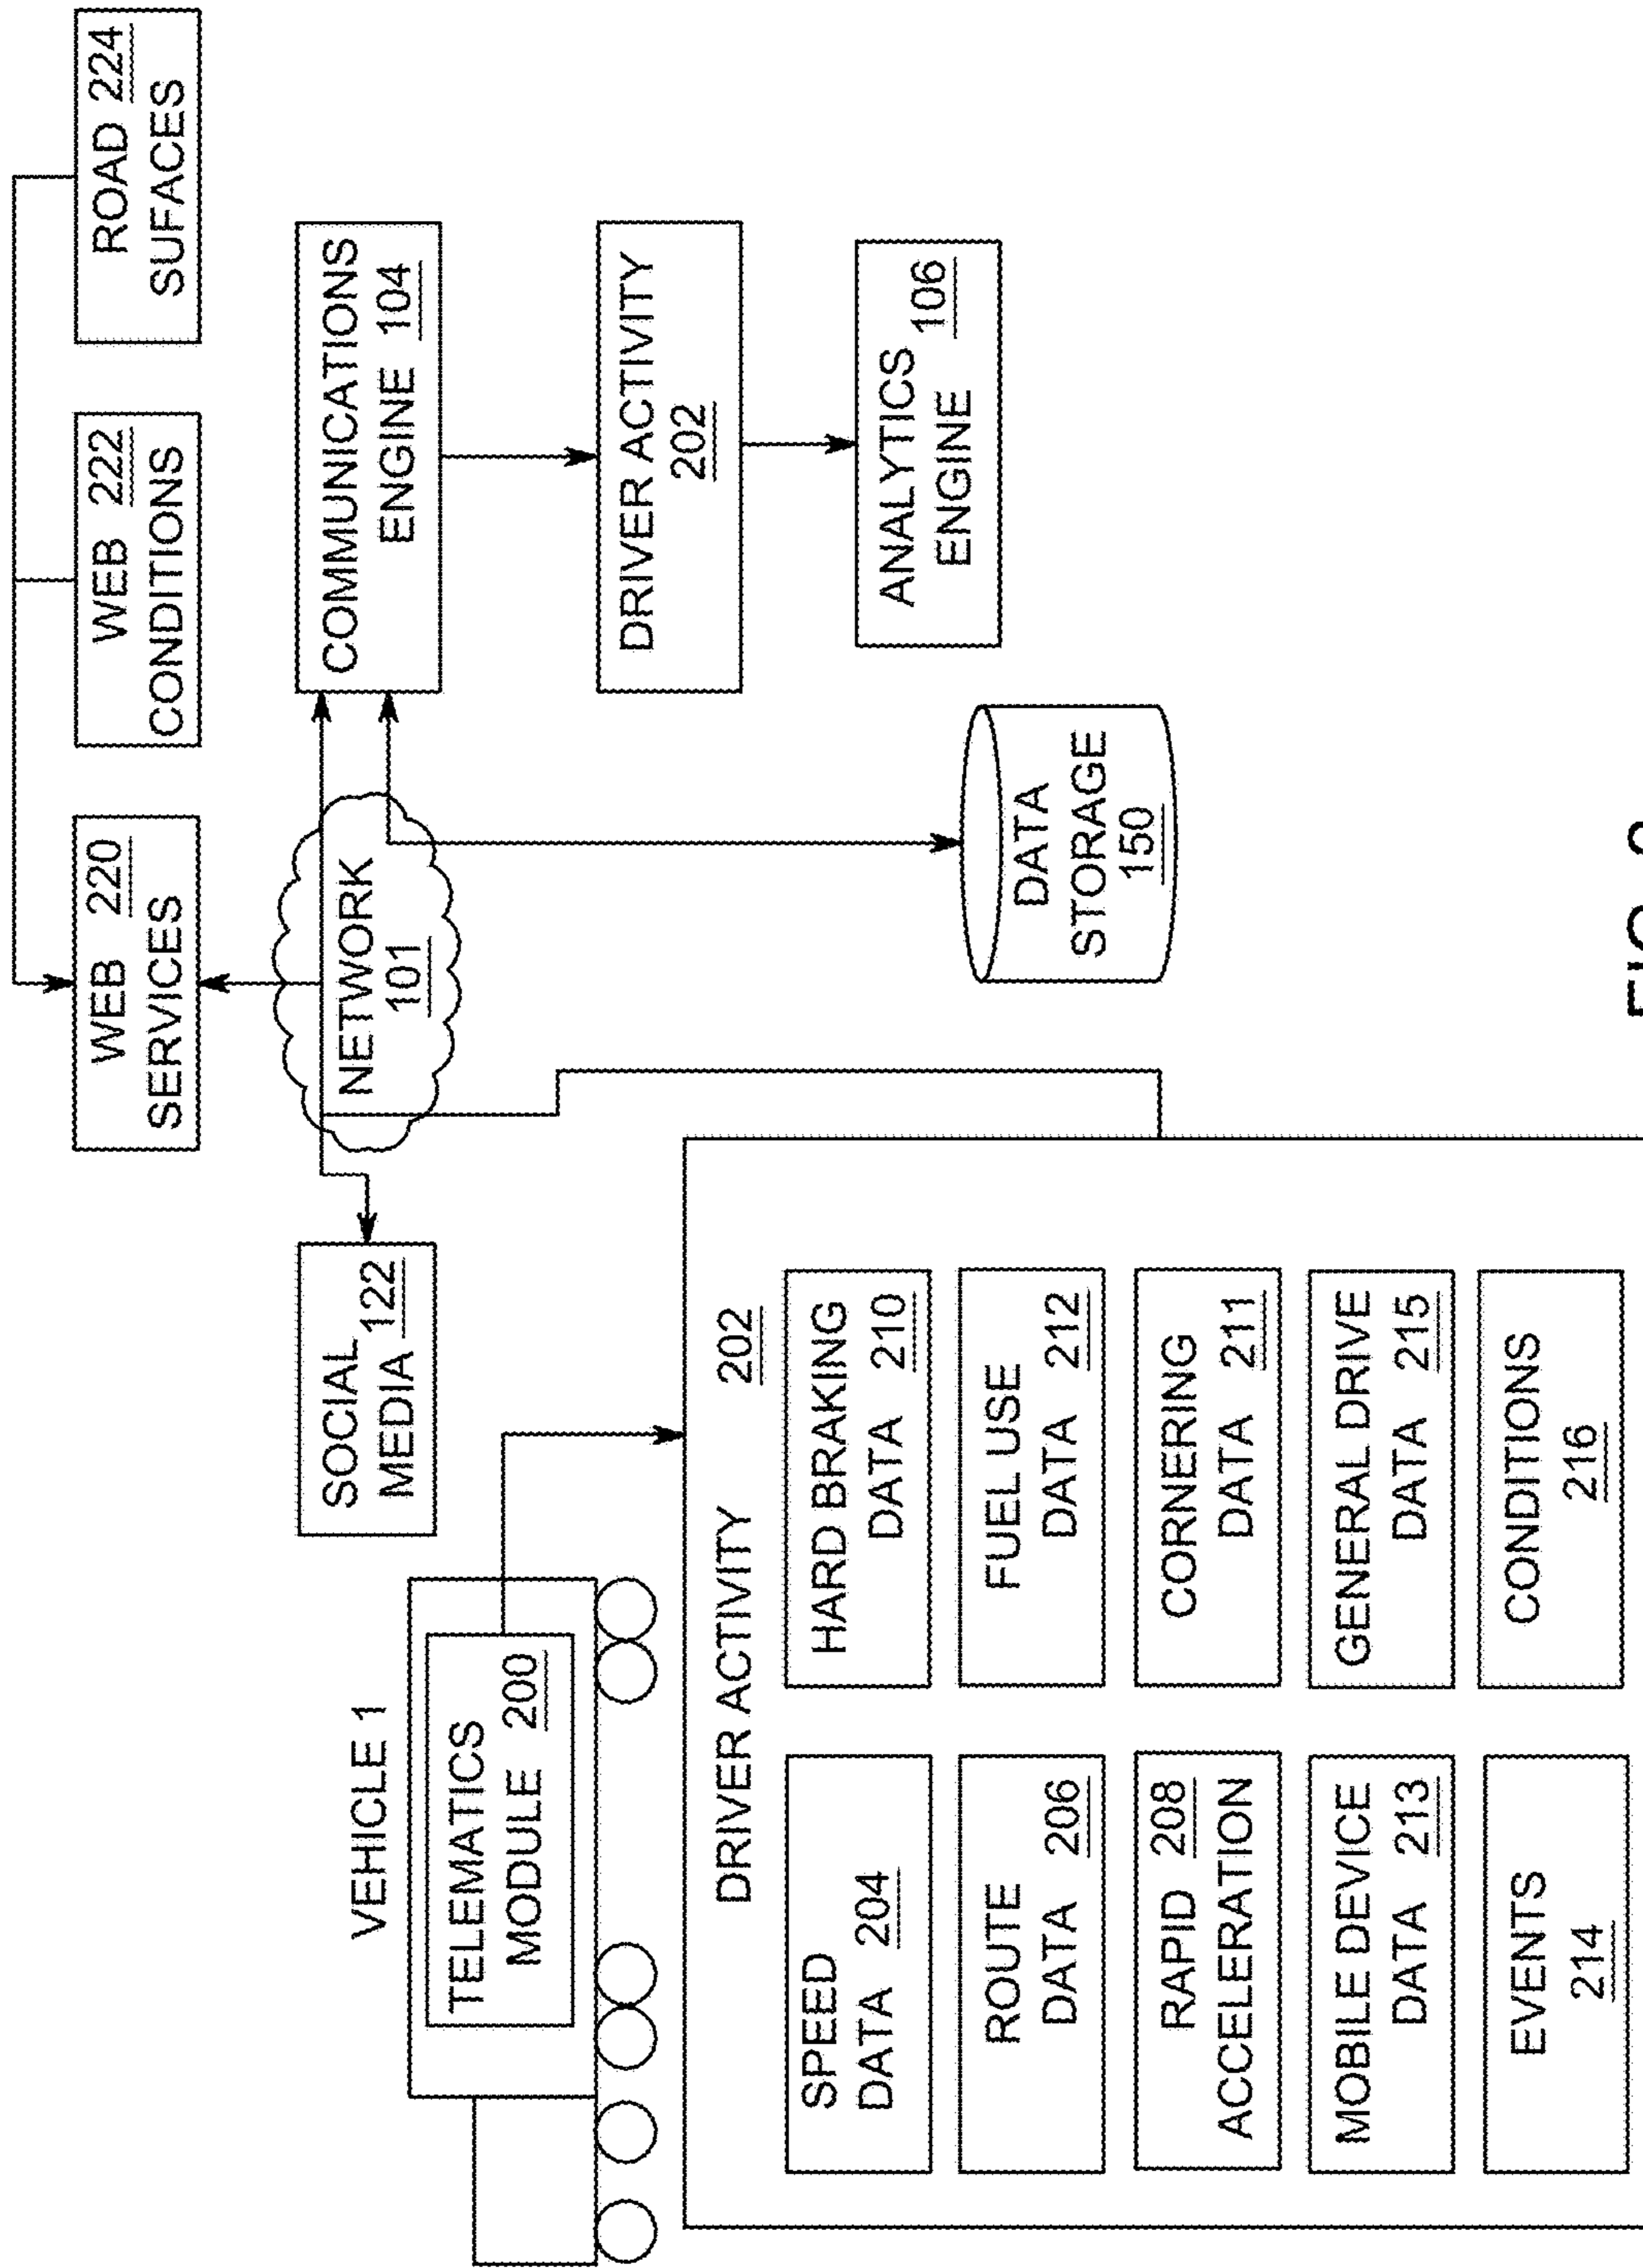 WEB 220
SERVICES
WEB 222
CONDITIONS
ROAD 224
SUFACES
SOCIAL
MEDIA 122
NETWORK
101
COMMUNICATIONS
ENGINE 104
VEHICLE 1
TELEMATICS
MODULE 200
DRIVER ACTIVITY
202
ANALYTICS
ENGINE 106
DATA
STORAGE
150
DRIVER ACTIVITY 202
SPEED
DATA 204
HARD BRAKING
DATA 210
ROUTE
DATA 206
FUEL USE
DATA 212
RAPID 208
ACCELERATION
CORNERING
DATA 211
MOBILE DEVICE
DATA 213
GENERAL DRIVE
DATA 215
EVENTS
214
CONDITIONS
216
FIG.